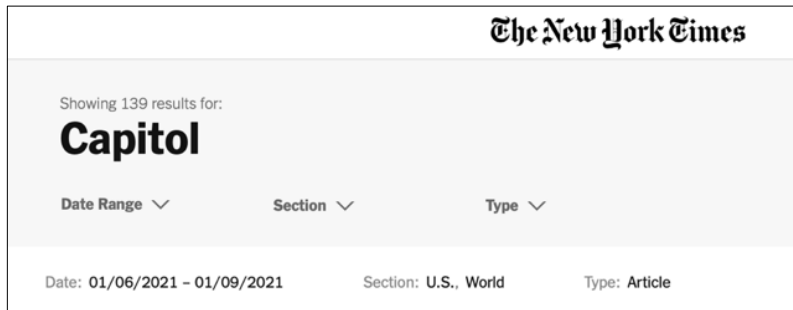 The New York Times
Showing 139 results for:
Capitol
Date Range Section Type
Date: 01/06/2021 – 01/09/2021 Section: U.S., World Type: Article